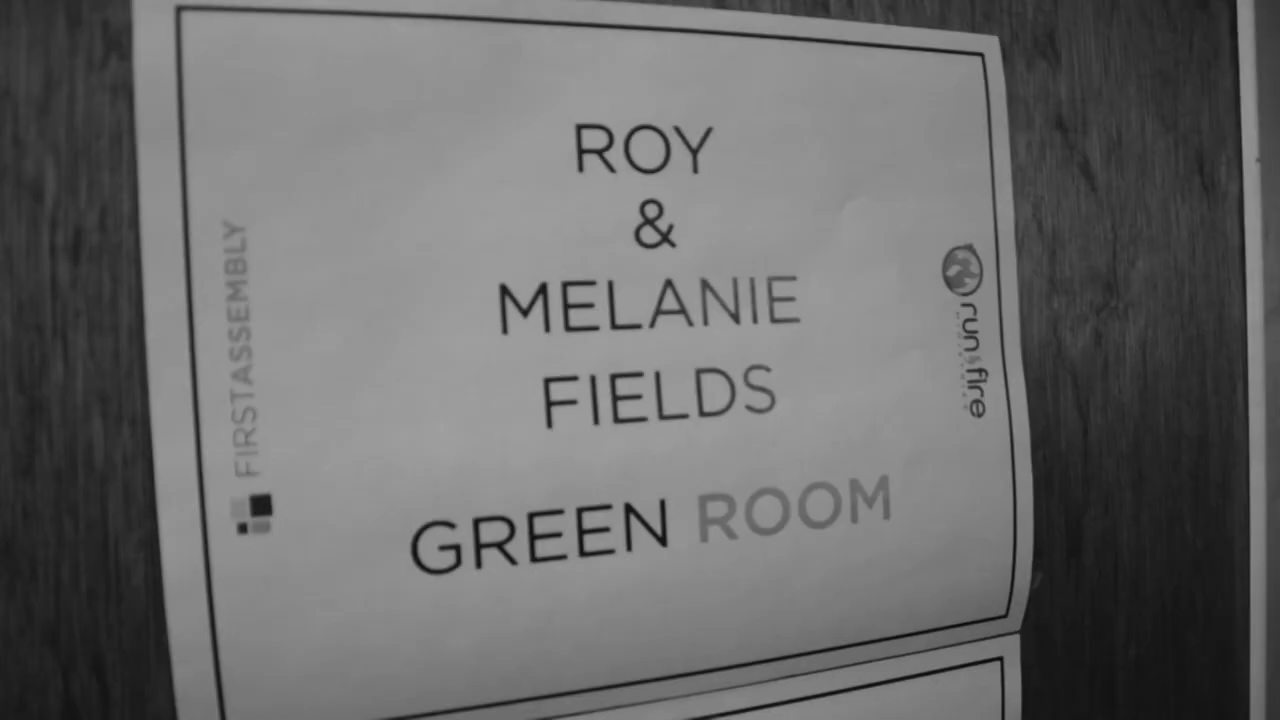 ROY
&
MELANIE
FIELDS
GREEN ROOM
FIRSTASSEMBLY
run fire